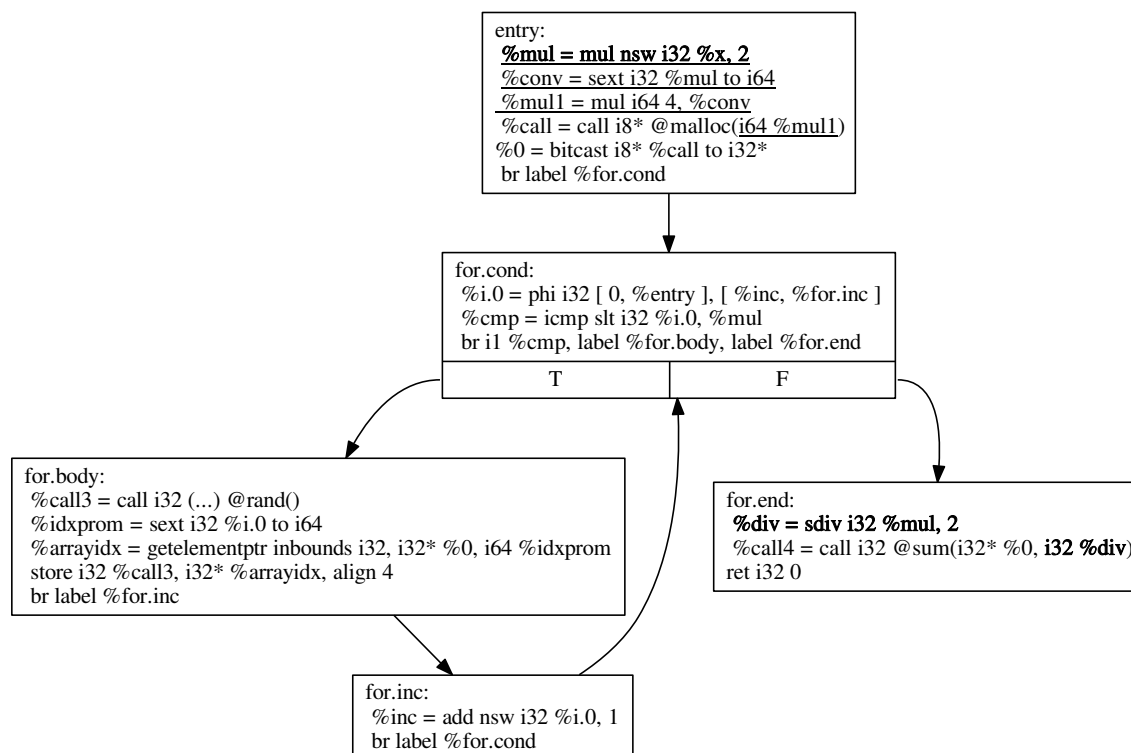 entry:
%mul = mul nsw i32 %x, 2
%conv = sext i32 %mul to i64
%mul1 = mul i64 4, %conv
%call = call i8* @malloc(i64 %mul1)
%0 = bitcast i8* %call to i32*
br label %for.cond
for.cond:
%i.0 = phi i32 [ 0, %entry ], [ %inc, %for.inc ]
%cmp = icmp slt i32 %i.0, %mul
br i1 %cmp, label %for.body, label %for.end
T F
for.body:
%call3 = call i32 (...) @rand()
%idxprom = sext i32 %i.0 to i64
%arrayidx = getelementptr inbounds i32, i32* %0, i64 %idxprom
store i32 %call3, i32* %arrayidx, align 4
br label %for.inc
for.end:
%div = sdiv i32 %mul, 2
%call4 = call i32 @sum(i32* %0, i32 %div)
ret i32 0
for.inc:
%inc = add nsw i32 %i.0, 1
br label %for.cond